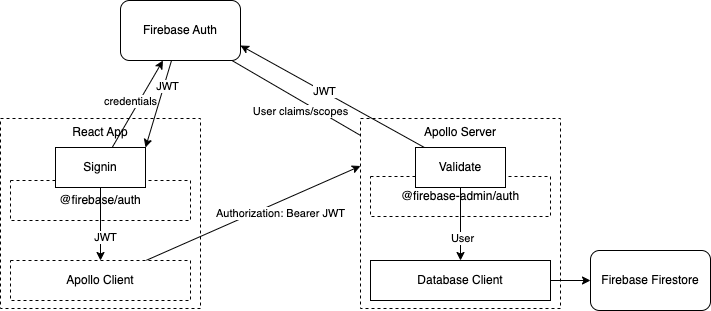 Firebase Auth
JWT
JWT
credentials
User claims/scopes
React App
Apollo Server
Signin
Validate
@firebase/auth
@firebase-admin/auth
Authorization: Bearer JWT
JWT
User
Apollo Client
Database Client
Firebase Firestore